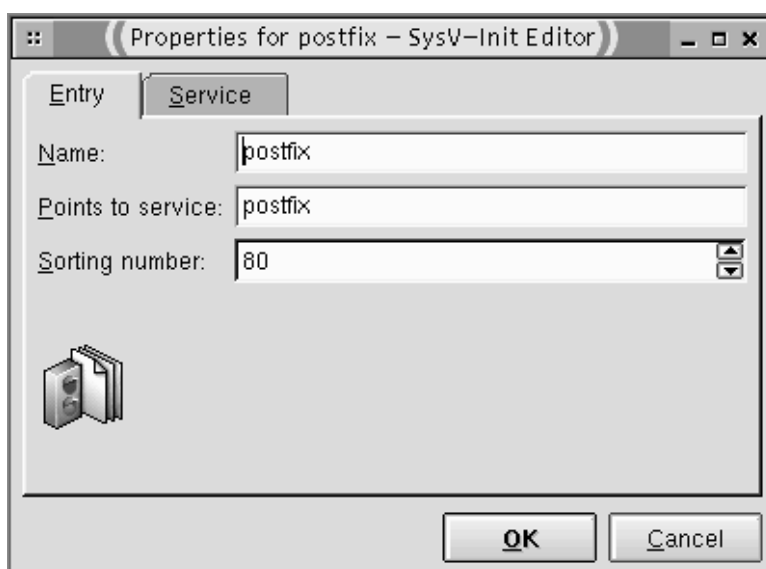 Properties for postfix – SysV–Init Editor
Entry Service
Name: postfix
Points to service: postfix
Sorting number: 80
OK Cancel